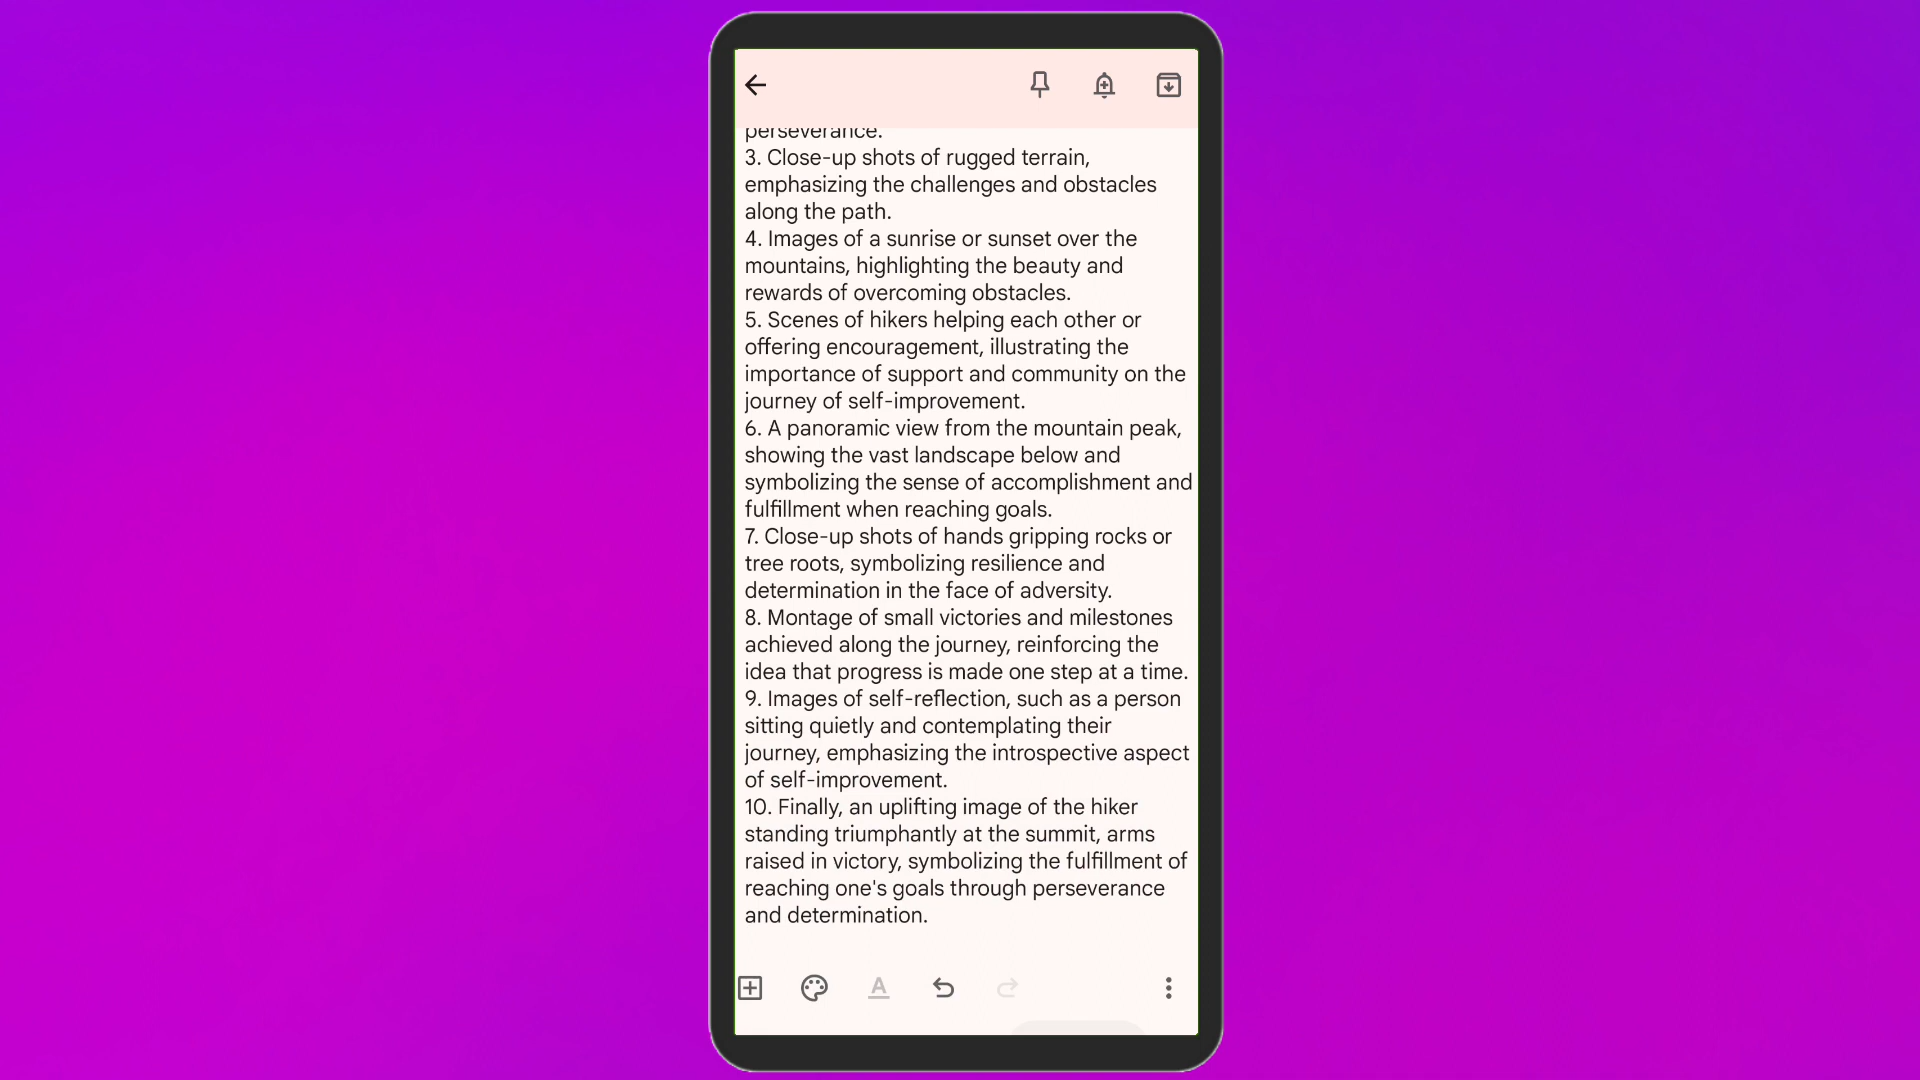 perseverance.
3. Close-up shots of rugged terrain,
emphasizing the challenges and obstacles
along the path.
4. Images of a sunrise or sunset over the
mountains, highlighting the beauty and
rewards of overcoming obstacles.
5. Scenes of hikers helping each other or
offering encouragement, illustrating the
importance of support and community on the
journey of self-improvement.
6. A panoramic view from the mountain peak,
showing the vast landscape below and
symbolizing the sense of accomplishment and
fulfillment when reaching goals.
7. Close-up shots of hands gripping rocks or
tree roots, symbolizing resilience and
determination in the face of adversity.
8. Montage of small victories and milestones
achieved along the journey, reinforcing the
idea that progress is made one step at a time.
9. Images of self-reflection, such as a person
sitting quietly and contemplating their
journey, emphasizing the introspective aspect
of self-improvement.
10. Finally, an uplifting image of the hiker
standing triumphantly at the summit, arms
raised in victory, symbolizing the fulfillment of
reaching one's goals through perseverance
and determination.
A